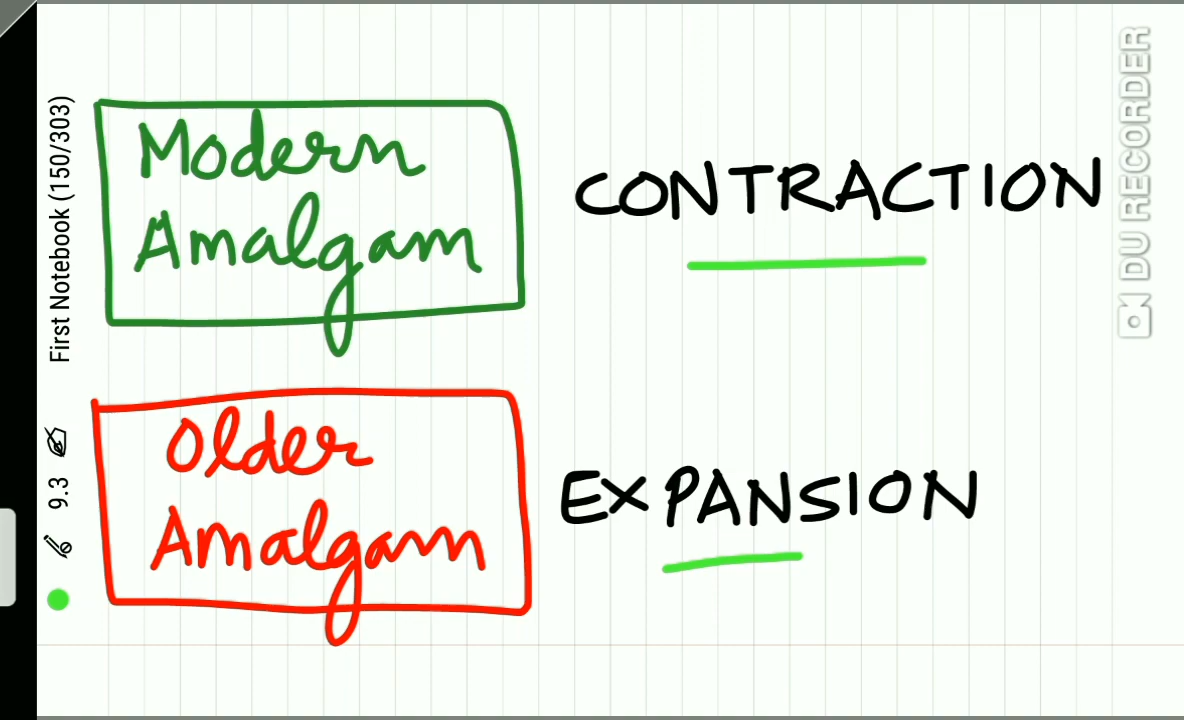 First Notebook (150/303)
9.3
Modern
Amalgam
CONTRACTION
Older
Amalgam
EXPANSION
DU RECORDER